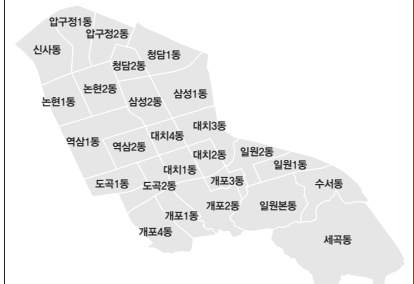 압구정1동
압구정2동
신사동
청담1동
청담2동
논현2동
논현1동
삼성2동
삼성1동
대치3동
대치4동
역삼1동
역삼2동
대치2동
일원2동
일원1동
대치1동
도곡1동
도곡2동
개포3동
수서동
개포2동
일원본동
개포1동
개포4동
세곡동